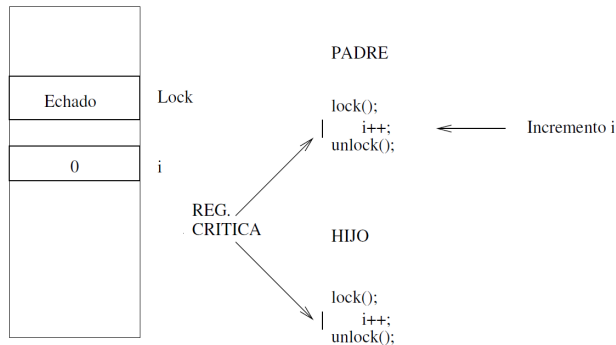 Echado
Lock
0
i
REG.
CRITICA
PADRE
lock();
i++;
unlock();
Incremento i
HIJO
lock();
i++;
unlock();